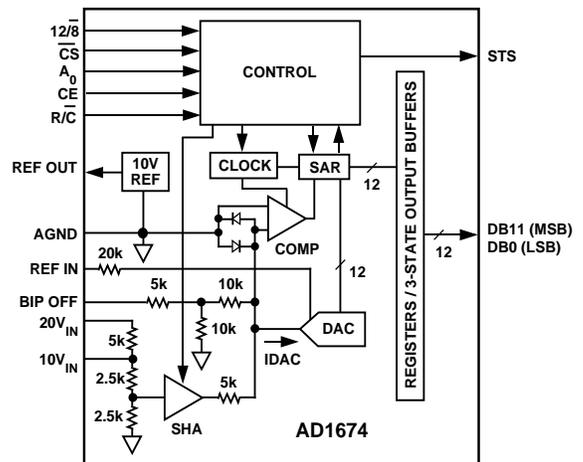 12/8̅
C̅S̅
A0
CE
R/C̅
CONTROL
STS
REF OUT
10V
REF
CLOCK
SAR
12
REGISTERS / 3-STATE OUTPUT BUFFERS
AGND
COMP
12
DB11 (MSB)
DB0 (LSB)
20k
REF IN
12
5k
10k
BIP OFF
20VIN
5k
10k
DAC
IDAC
10VIN
2.5k
5k
2.5k
SHA
AD1674